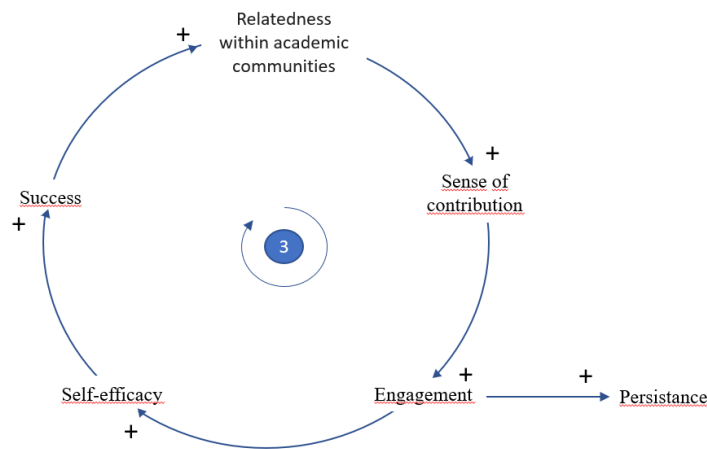 Relatedness
within academic
communities
+
+
Sense of
contribution
Success
+
3
Self-efficacy
+
Engagement
+
+
Persistance